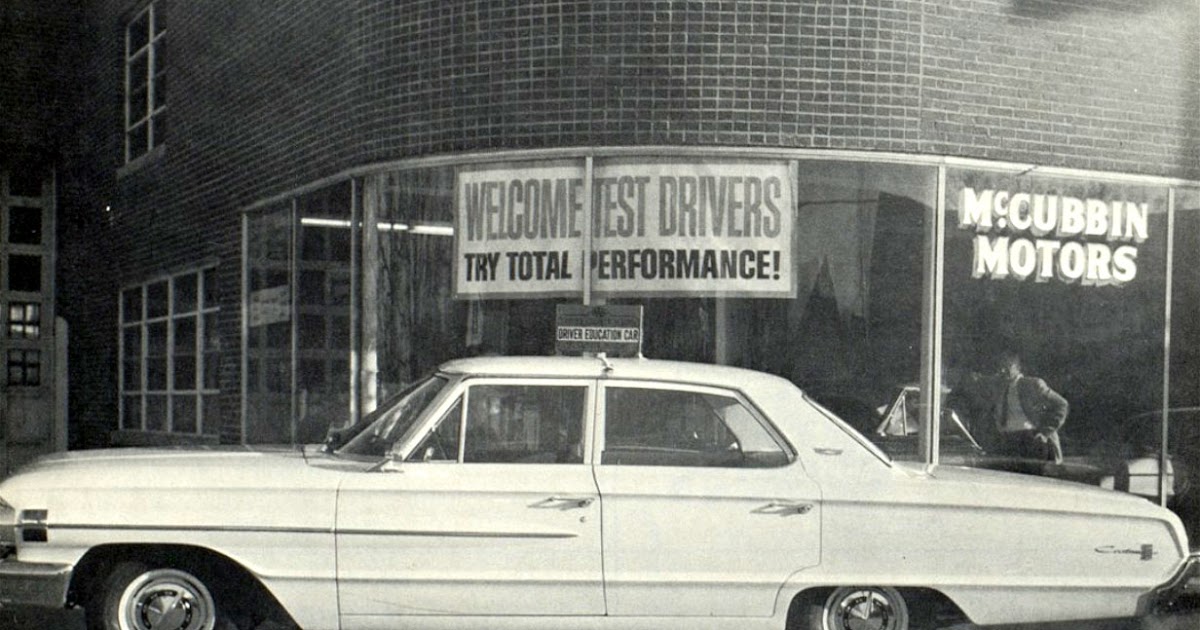 WELCOME TEST DRIVERS
TRY TOTAL PERFORMANCE!
McCUBBIN
MOTORS
DRIVER EDUCATION CAR